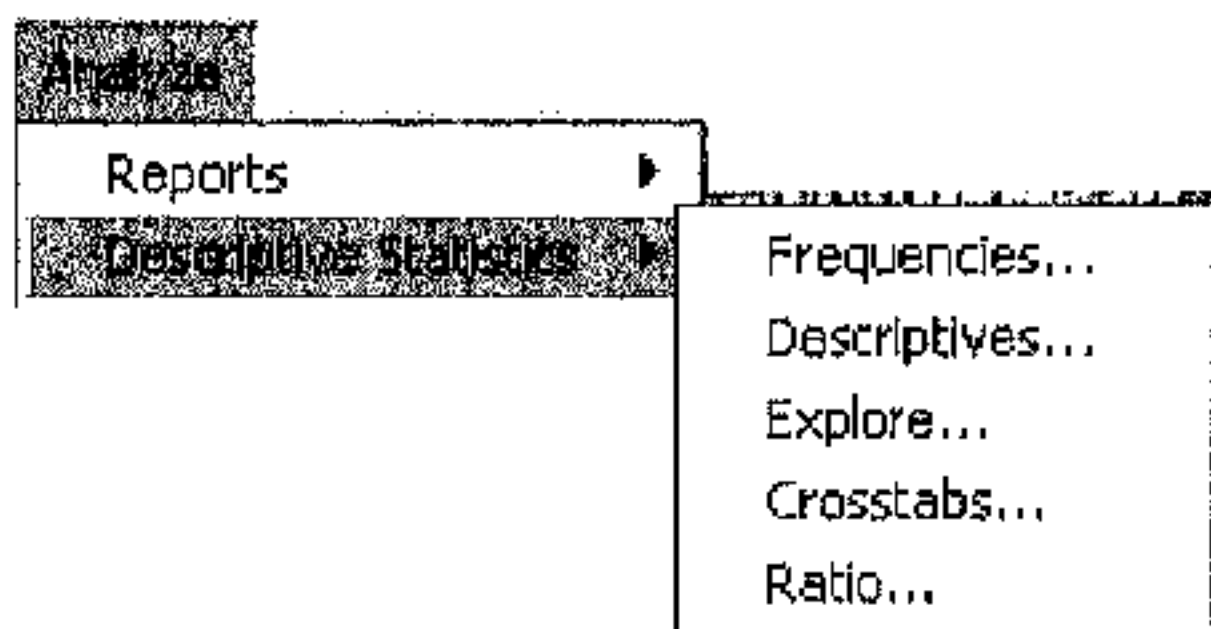 Analyze
Reports
Descriptive Statistics
Frequencies...
Descriptives...
Explore...
Crosstabs...
Ratio...